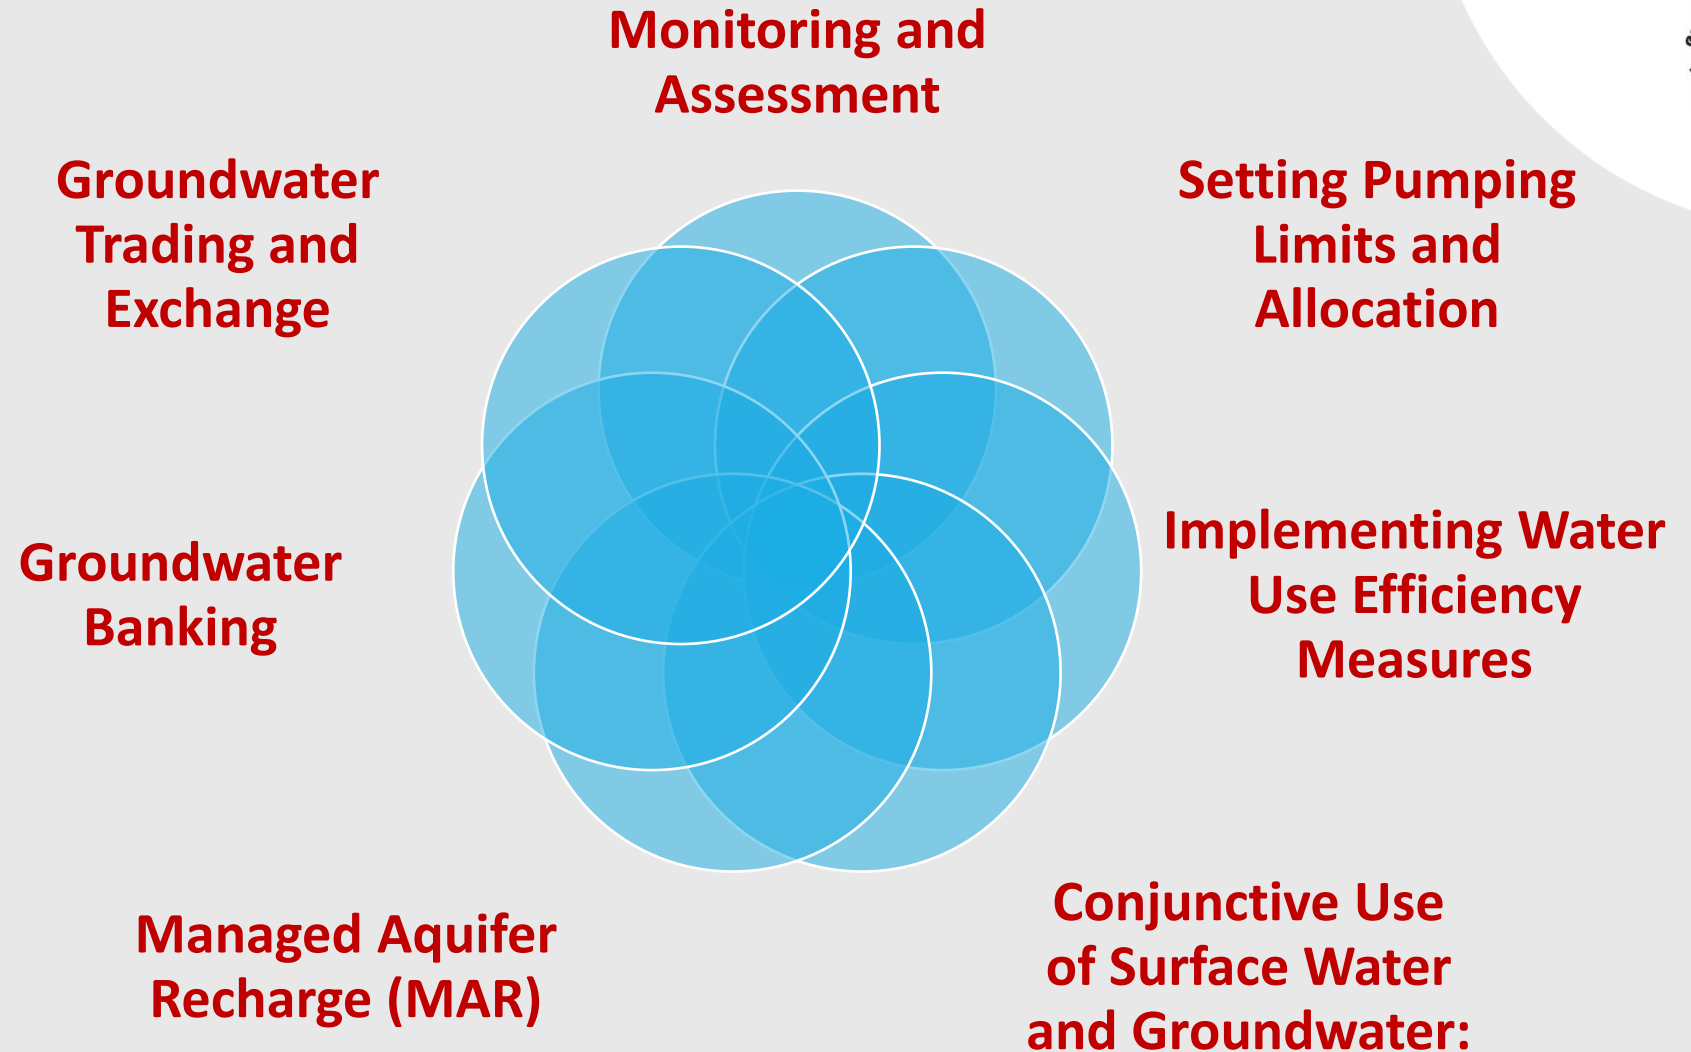 Monitoring and
Assessment
Setting Pumping
Limits and
Allocation
Implementing Water
Use Efficiency
Measures
Conjunctive Use
of Surface Water
and Groundwater:
Managed Aquifer
Recharge (MAR)
Groundwater
Banking
Groundwater
Trading and
Exchange